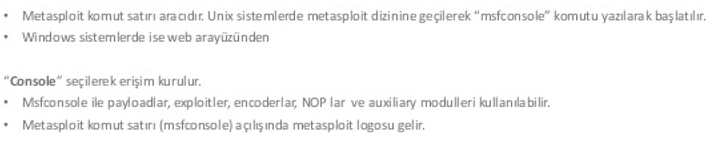 • Metasploit komut satırı aracıdır. Unix sistemlerde metasploit dizinine geçilerek “msfconsole” komutu yazılarak başlatılır.
• Windows sistemlerde ise web arayüzünden
“Console” seçilerek erişim kurulur.
• Msfconsole ile payloadlar, exploitler, encoderlar, NOP lar ve auxiliary modulleri kullanılabilir.
• Metasploit komut satırı (msfconsole) açılışında metasploit logosu gelir.